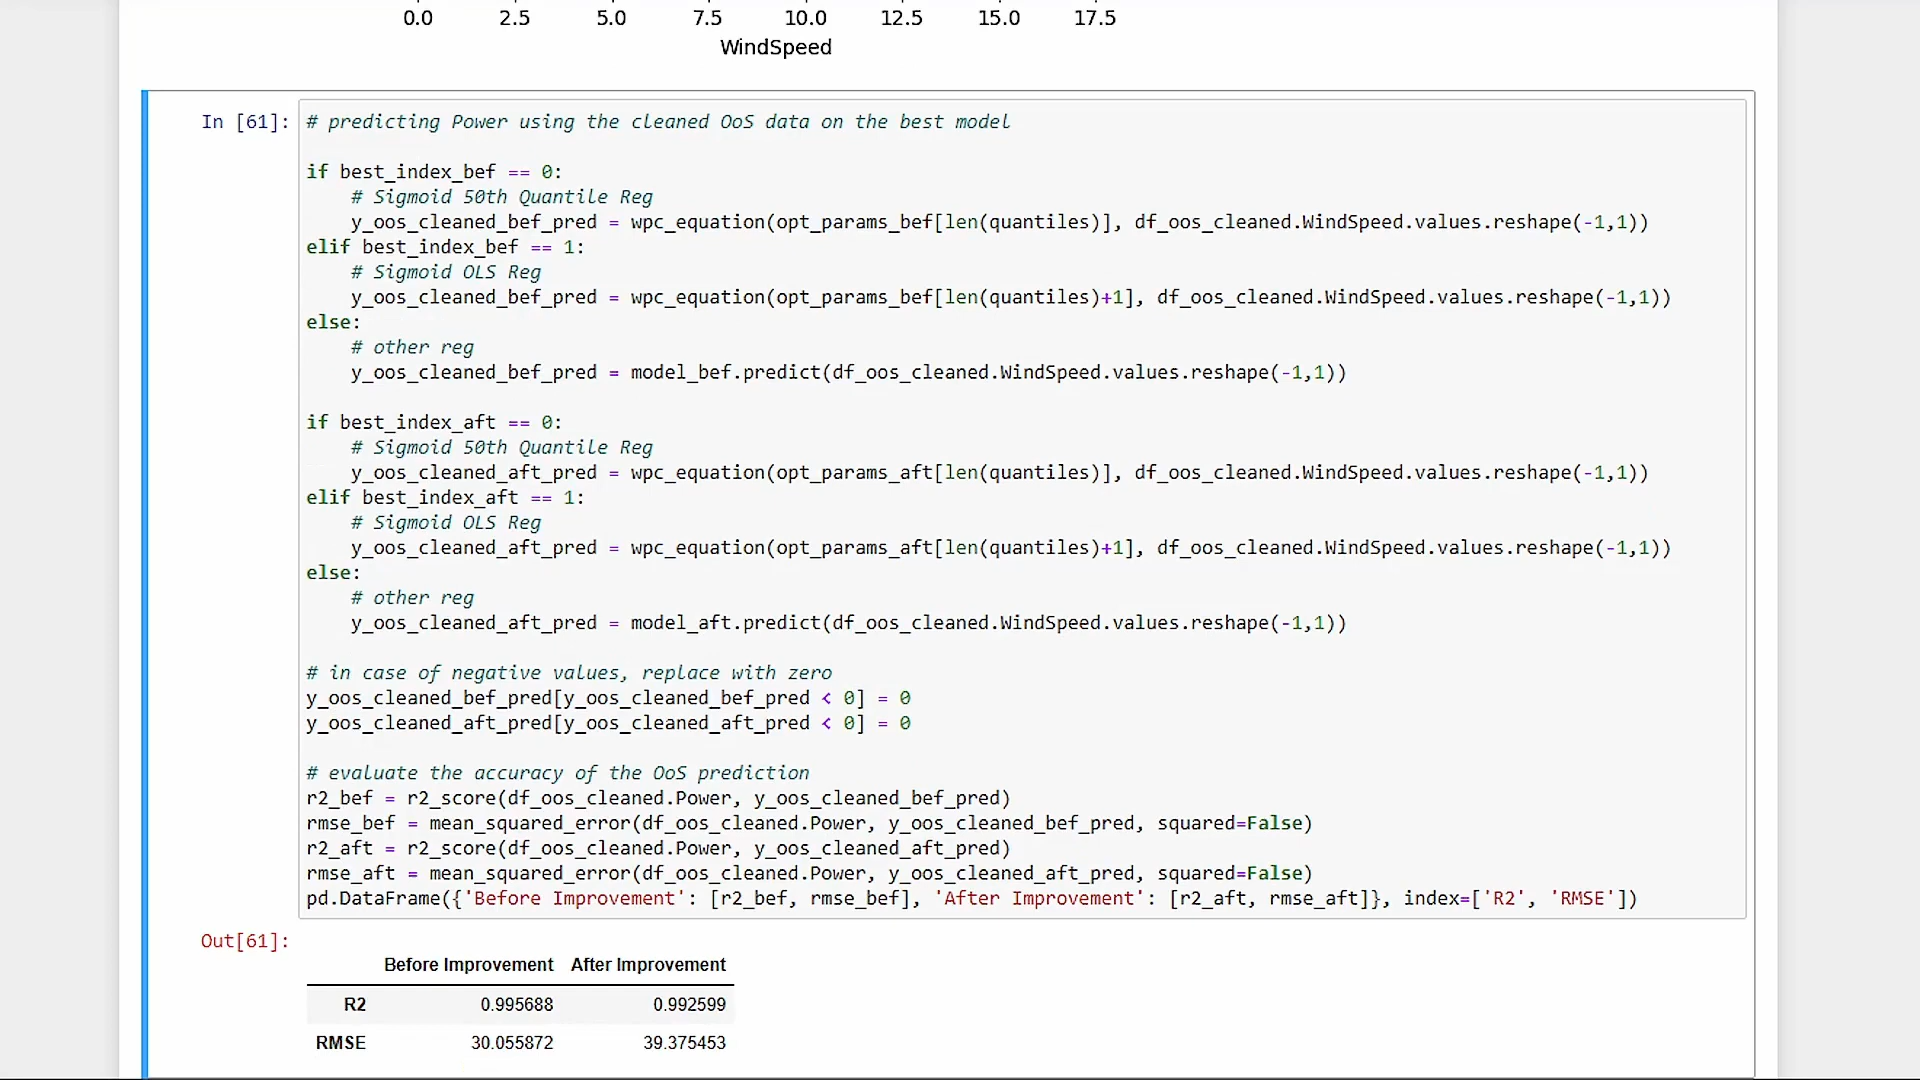 0.0 2.5 5.0 7.5 10.0 12.5 15.0 17.5
WindSpeed
In [61]:
# predicting Power using the cleaned OoS data on the best model
if best_index_bef == 0:
    # Sigmoid 50th Quantile Reg
    y_oos_cleaned_bef_pred = wpc_equation(opt_params_bef[len(quantiles)], df_oos_cleaned.WindSpeed.values.reshape(-1,1))
elif best_index_bef == 1:
    # Sigmoid OLS Reg
    y_oos_cleaned_bef_pred = wpc_equation(opt_params_bef[len(quantiles)+1], df_oos_cleaned.WindSpeed.values.reshape(-1,1))
else:
    # other reg
    y_oos_cleaned_bef_pred = model_bef.predict(df_oos_cleaned.WindSpeed.values.reshape(-1,1))
if best_index_aft == 0:
    # Sigmoid 50th Quantile Reg
    y_oos_cleaned_aft_pred = wpc_equation(opt_params_aft[len(quantiles)], df_oos_cleaned.WindSpeed.values.reshape(-1,1))
elif best_index_aft == 1:
    # Sigmoid OLS Reg
    y_oos_cleaned_aft_pred = wpc_equation(opt_params_aft[len(quantiles)+1], df_oos_cleaned.WindSpeed.values.reshape(-1,1))
else:
    # other reg
    y_oos_cleaned_aft_pred = model_aft.predict(df_oos_cleaned.WindSpeed.values.reshape(-1,1))
# in case of negative values, replace with zero
y_oos_cleaned_bef_pred[y_oos_cleaned_bef_pred < 0] = 0
y_oos_cleaned_aft_pred[y_oos_cleaned_aft_pred < 0] = 0
# evaluate the accuracy of the OoS prediction
r2_bef = r2_score(df_oos_cleaned.Power, y_oos_cleaned_bef_pred)
rmse_bef = mean_squared_error(df_oos_cleaned.Power, y_oos_cleaned_bef_pred, squared=False)
r2_aft = r2_score(df_oos_cleaned.Power, y_oos_cleaned_aft_pred)
rmse_aft = mean_squared_error(df_oos_cleaned.Power, y_oos_cleaned_aft_pred, squared=False)
pd.DataFrame({'Before Improvement': [r2_bef, rmse_bef], 'After Improvement': [r2_aft, rmse_aft]}, index=['R2', 'RMSE'])
Out[61]:
Before Improvement After Improvement
R2 0.995688 0.992599
RMSE 30.055872 39.375453